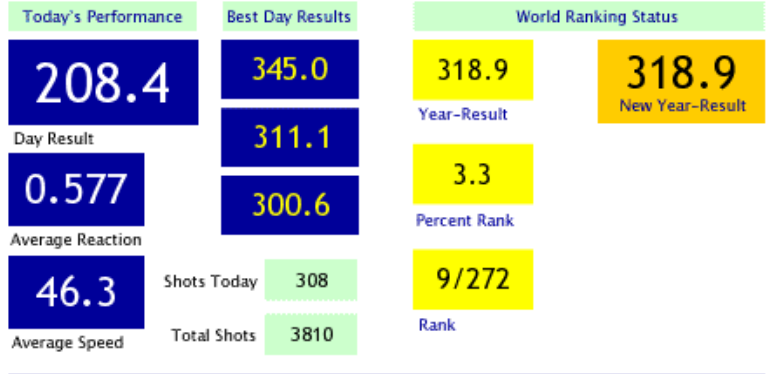 Today's Performance
208.4
Day Result
0.577
Average Reaction
46.3
Average Speed
Best Day Results
345.0
311.1
300.6
Shots Today 308
Total Shots 3810
World Ranking Status
318.9
Year-Result
3.3
Percent Rank
9/272
Rank
318.9
New Year-Result